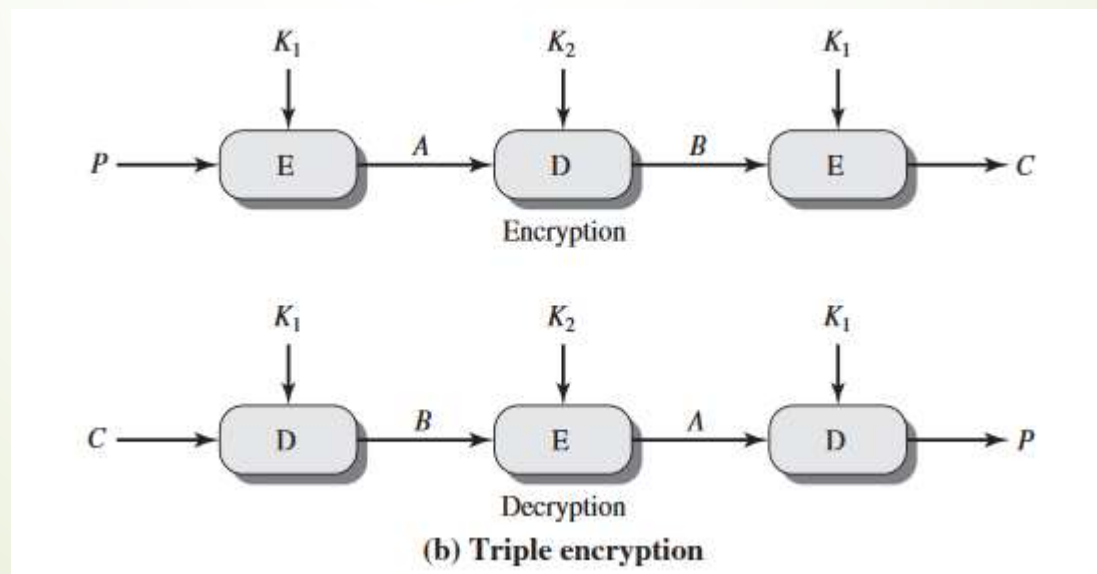 K1 K2 K1
P E A D B E C
Encryption
K1 K2 K1
C D B E A D P
Decryption
(b) Triple encryption